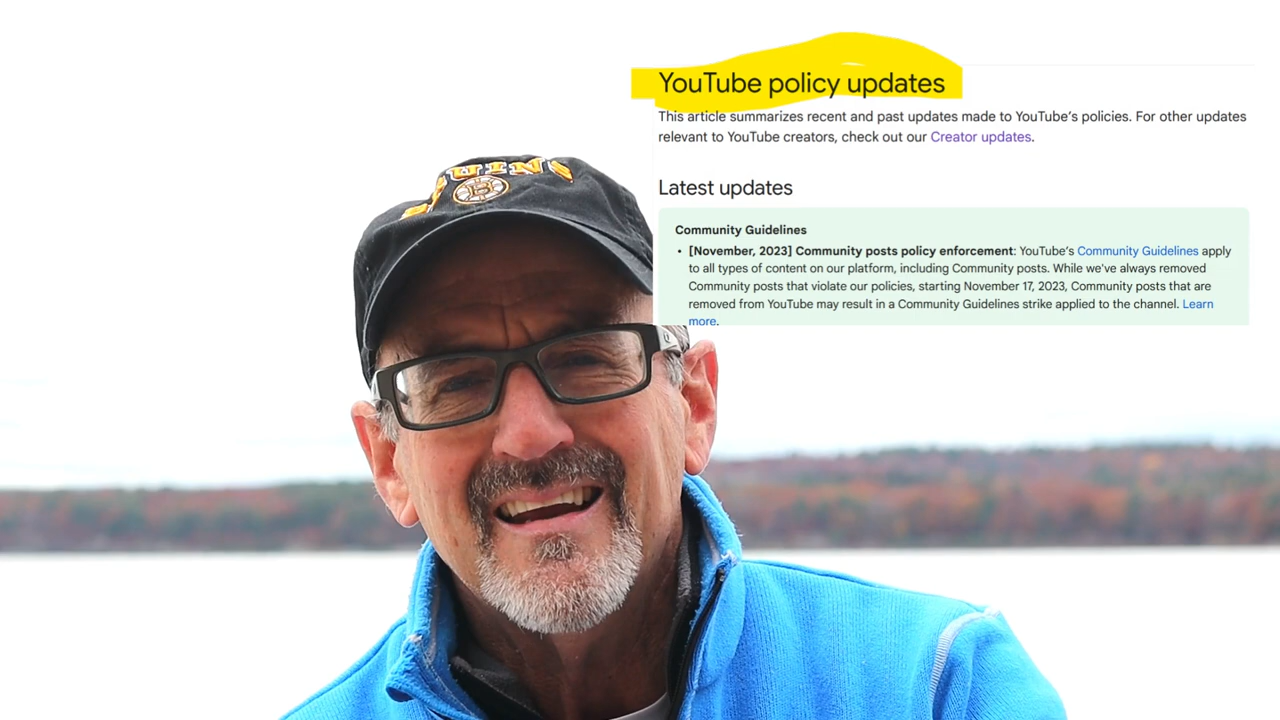 YouTube policy updates
This article summarizes recent and past updates made to YouTube's policies. For other updates
relevant to YouTube creators, check out our Creator updates.
Latest updates
Community Guidelines
• [November, 2023] Community posts policy enforcement: YouTube's Community Guidelines apply
to all types of content on our platform, including Community posts. While we've always removed
Community posts that violate our policies, starting November 17, 2023, Community posts that are
removed from YouTube may result in a Community Guidelines strike applied to the channel. Learn
more.
B